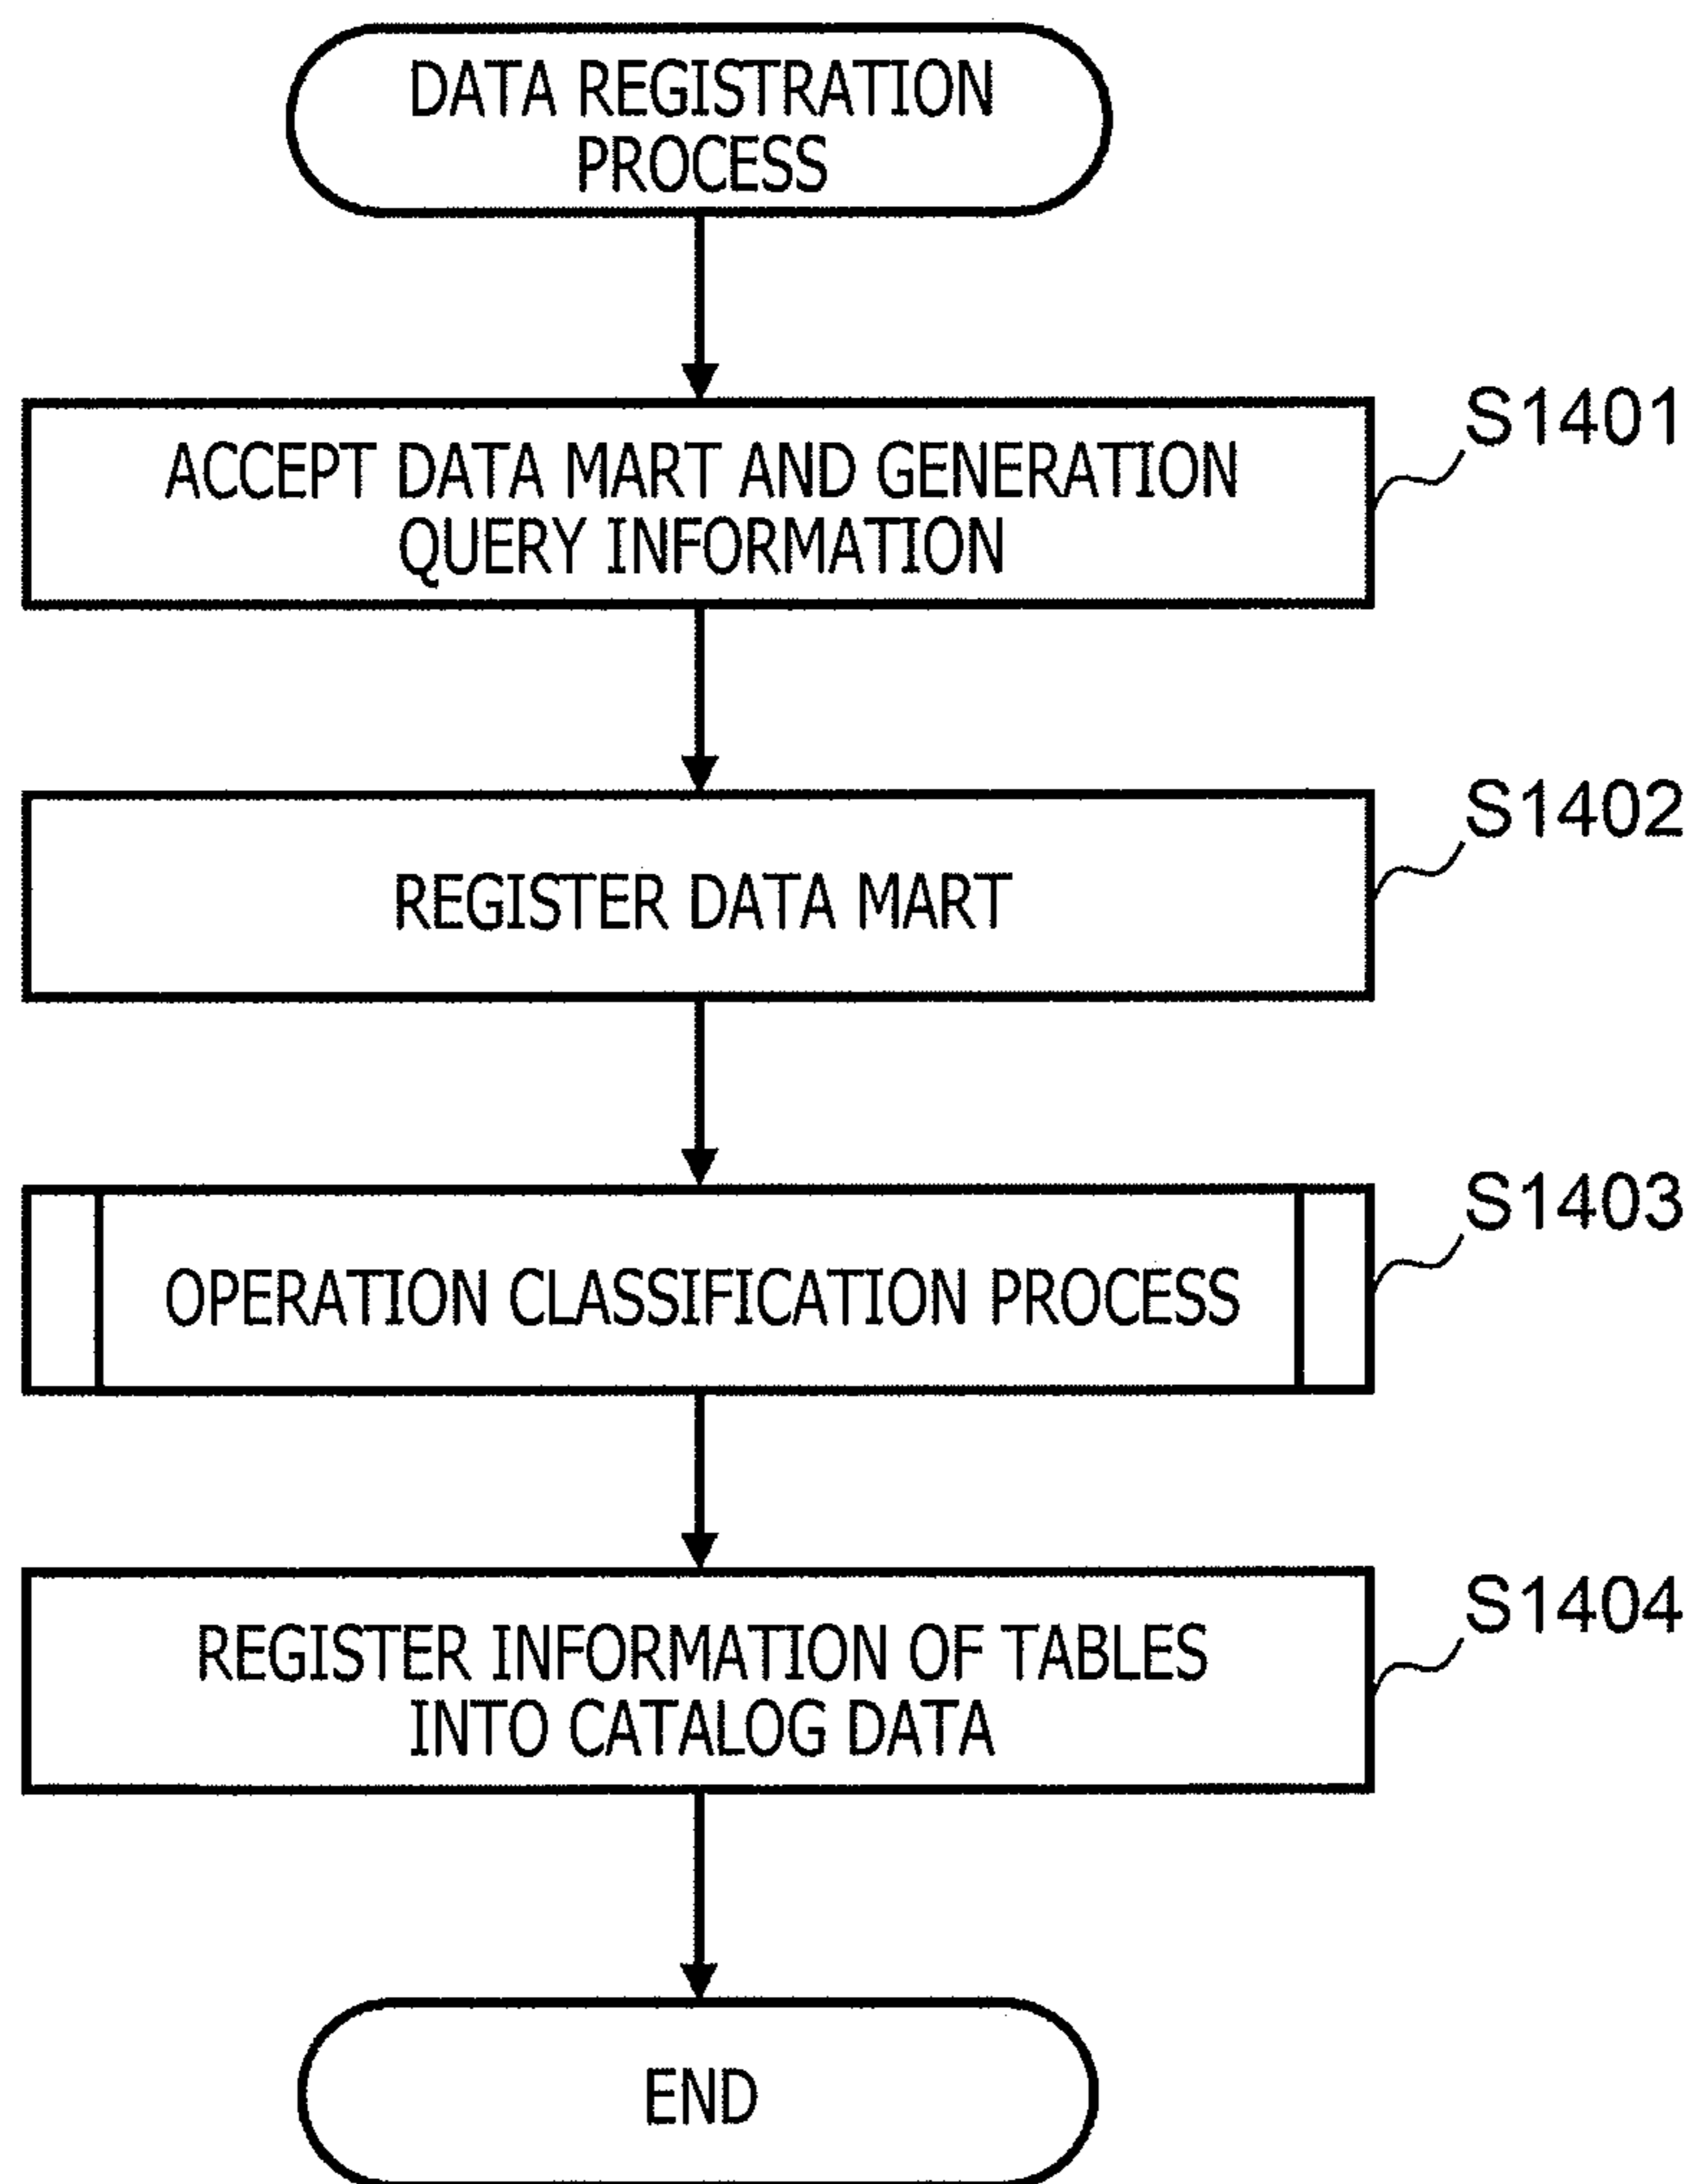 DATA REGISTRATION
PROCESS
S1401
ACCEPT DATA MART AND GENERATION
QUERY INFORMATION
S1402
REGISTER DATA MART
S1403
OPERATION CLASSIFICATION PROCESS
S1404
REGISTER INFORMATION OF TABLES
INTO CATALOG DATA
END